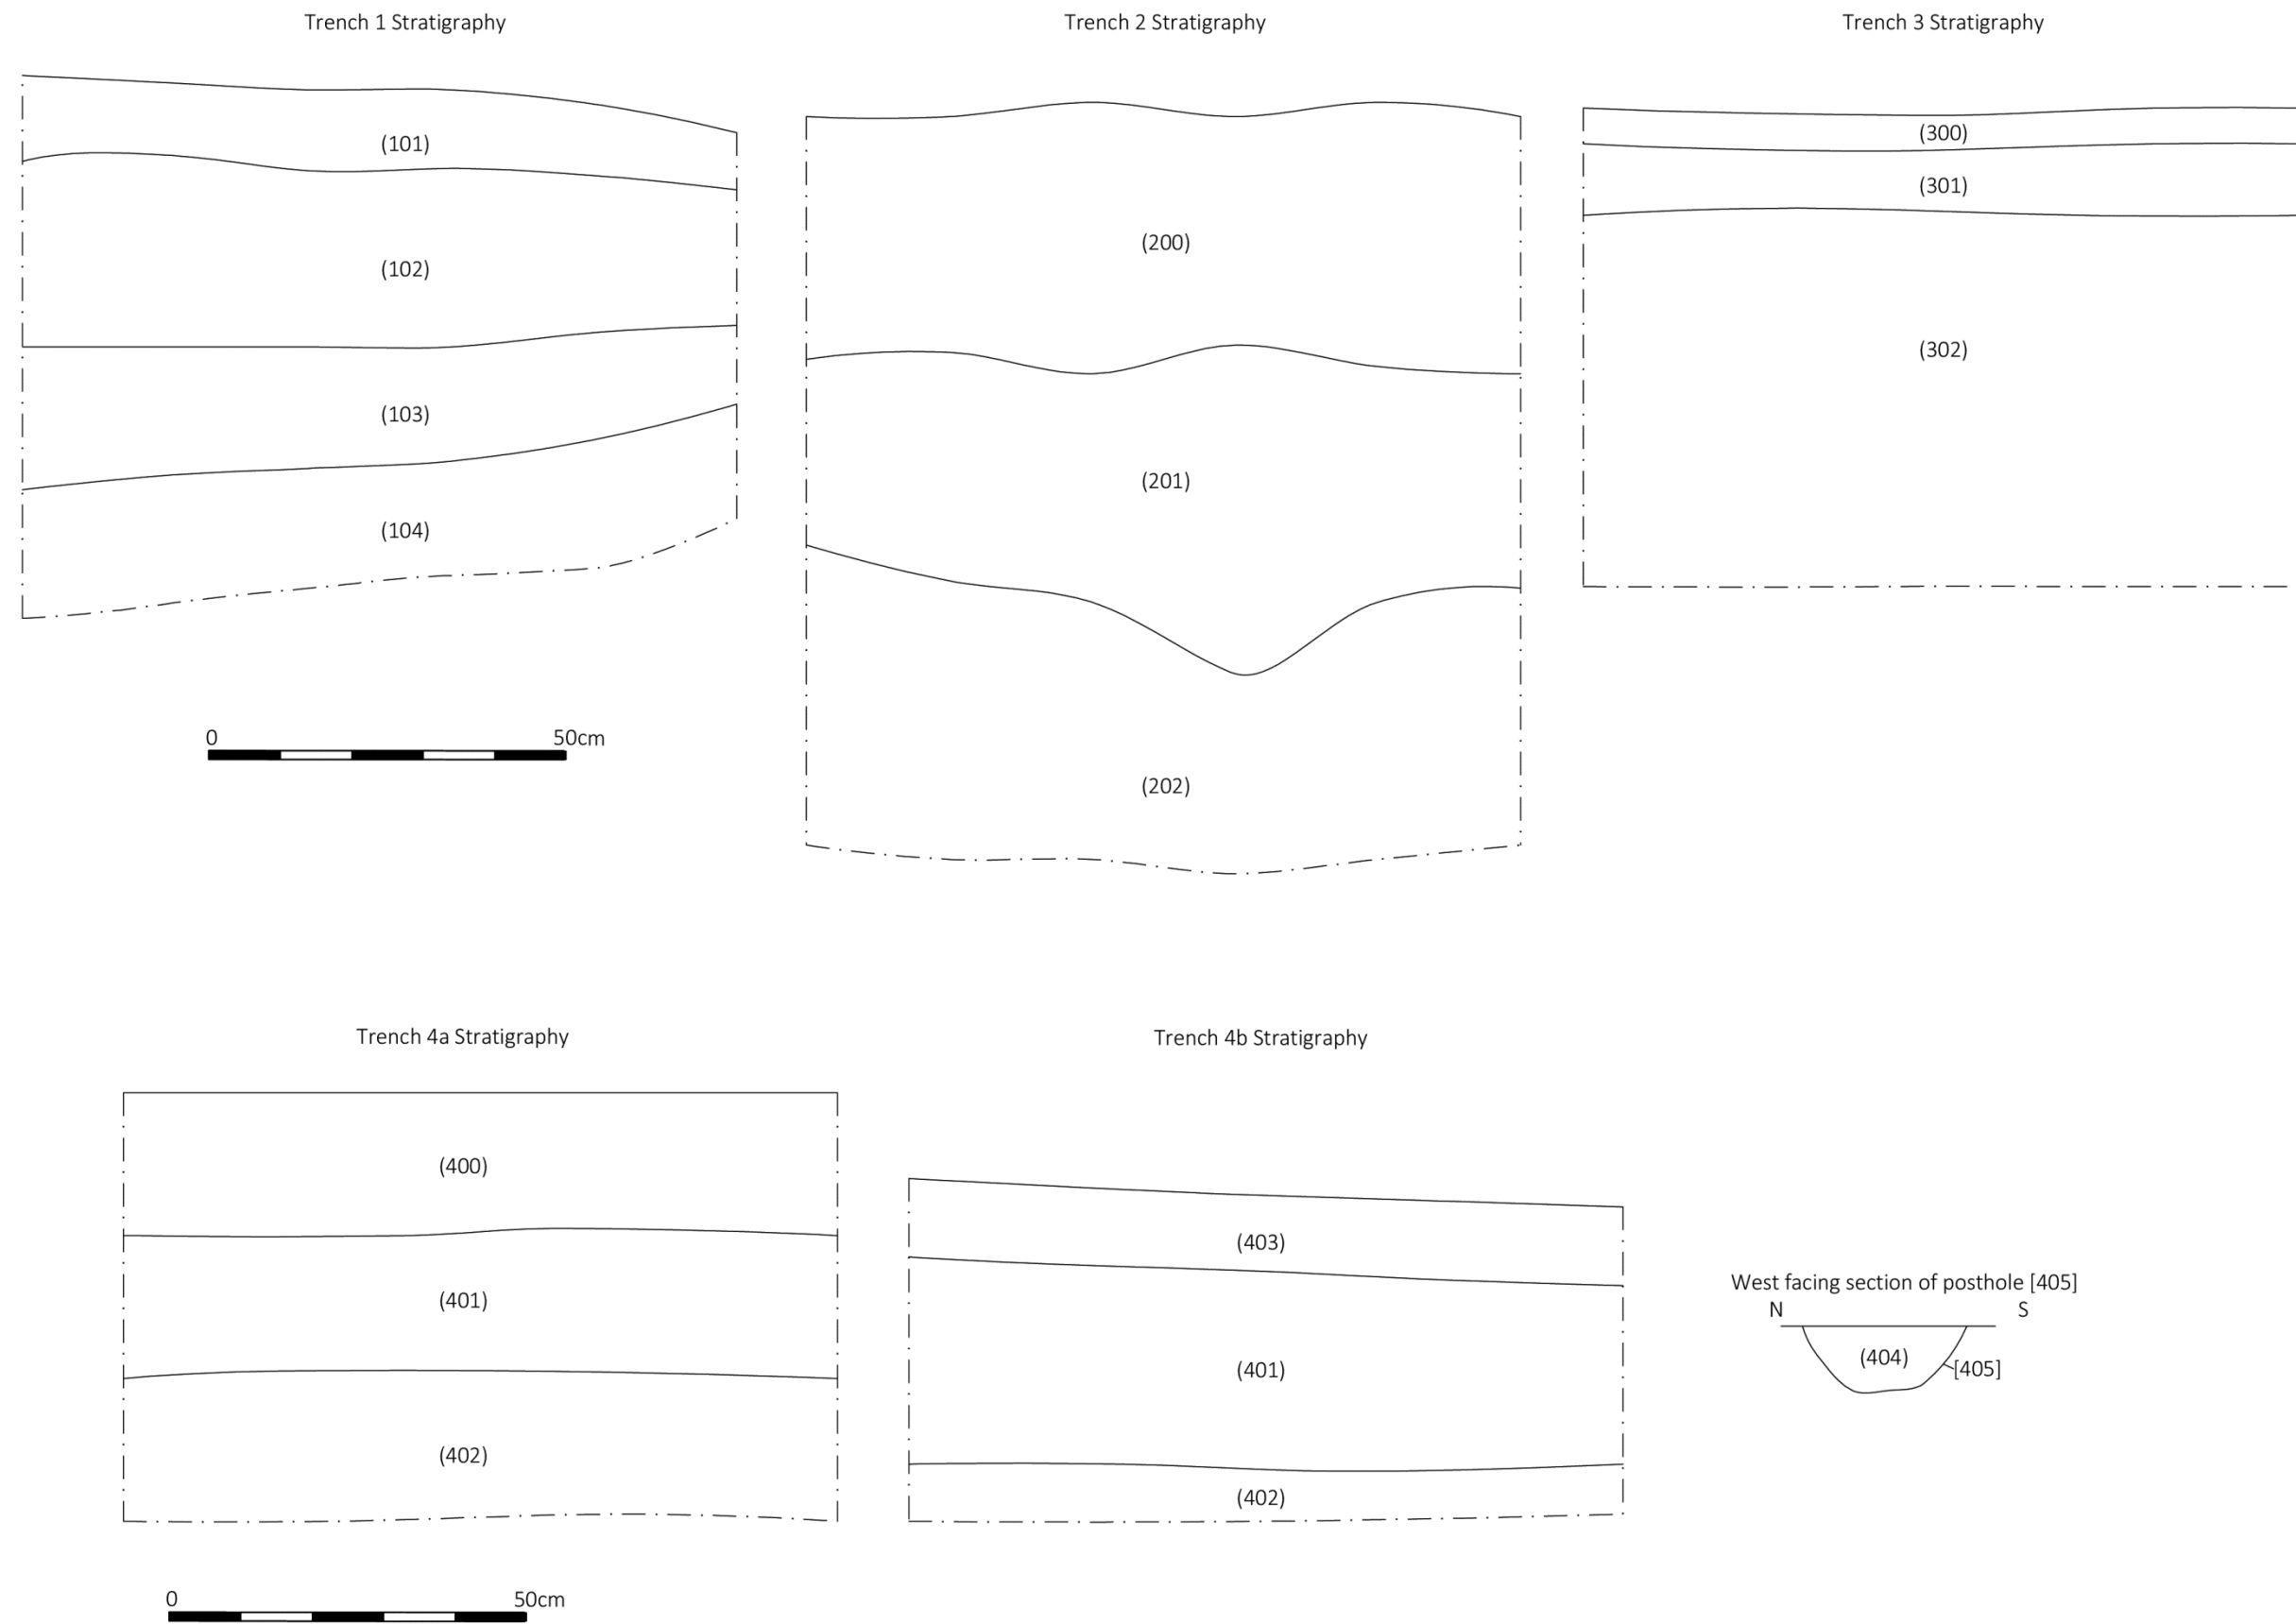 Trench 1 Stratigraphy
(101)
(102)
(103)
(104)
0 50cm
Trench 2 Stratigraphy
(200)
(201)
(202)
Trench 3 Stratigraphy
(300)
(301)
(302)
Trench 4a Stratigraphy
(400)
(401)
(402)
0 50cm
Trench 4b Stratigraphy
(403)
(401)
(402)
West facing section of posthole [405]
N S
(404)
[405]